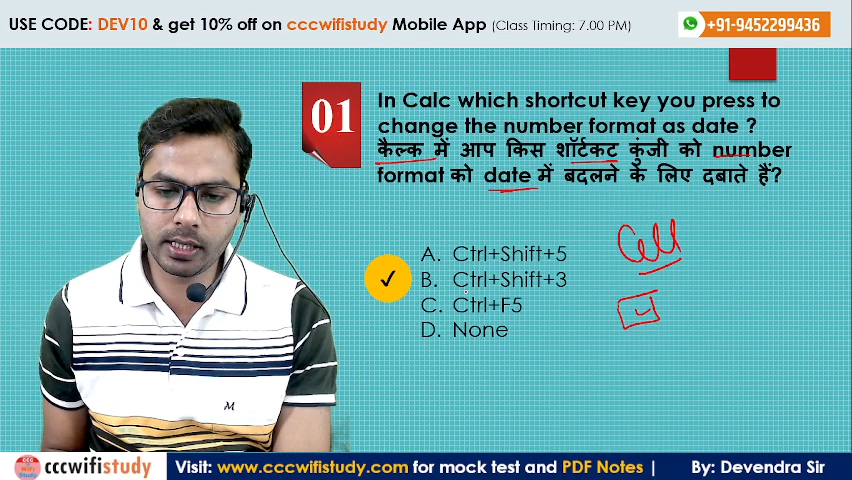 USE CODE: DEV10 & get 10% off on cccwifistudy Mobile App (Class Timing: 7.00 PM)
+91-9452299436
01
In Calc which shortcut key you press to
change the number format as date ?
कैल्क में आप किस शॉर्टकट कुंजी को number
format को date में बदलने के लिए दबाते हैं?
A. Ctrl+Shift+5
B. Ctrl+Shift+3
C. Ctrl+F5
D. None
Cell
M
CCC WiFi Study
cccwifistudy
Visit: www.cccwifistudy.com for mock test and PDF Notes |
By: Devendra Sir